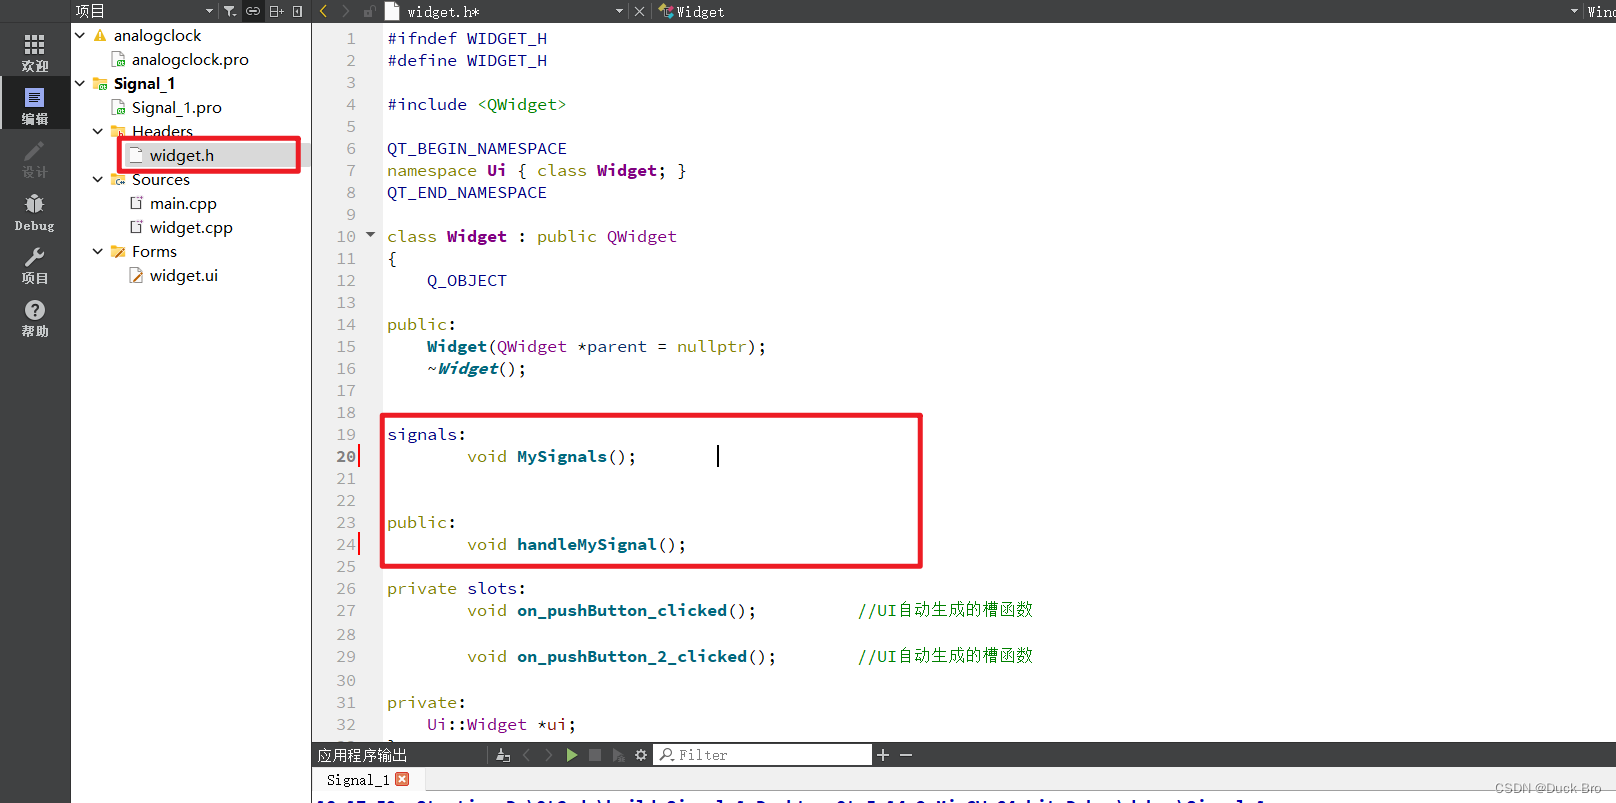 项目
widget.h*
Widget
Wind
欢迎
编辑
设计
Debug
项目
帮助
analogclock
analogclock.pro
Signal_1
Signal_1.pro
Headers
widget.h
Sources
main.cpp
widget.cpp
Forms
widget.ui
1 #ifndef WIDGET_H
2 #define WIDGET_H
3
4 #include <QWidget>
5
6 QT_BEGIN_NAMESPACE
7 namespace Ui { class Widget; }
8 QT_END_NAMESPACE
9
10 class Widget : public QWidget
11 {
12 Q_OBJECT
13
14 public:
15 Widget(QWidget *parent = nullptr);
16 ~Widget();
17
18
19 signals:
20 void MySignals();
21
22
23 public:
24 void handleMySignal();
25
26 private slots:
27 void on_pushButton_clicked(); //UI自动生成的槽函数
28
29 void on_pushButton_2_clicked(); //UI自动生成的槽函数
30
31 private:
32 Ui::Widget *ui;
应用程序输出
Filter
Signal_1
CSDN @Duck Bro